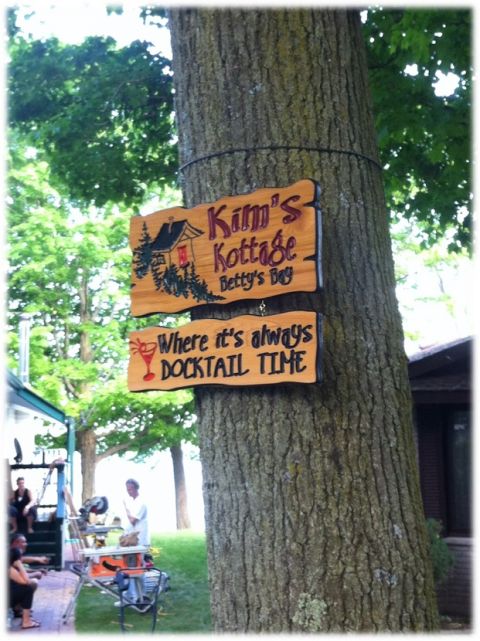 Kim's
Kottage
Betty's Bay
Where it's always
DOCKTAIL TIME